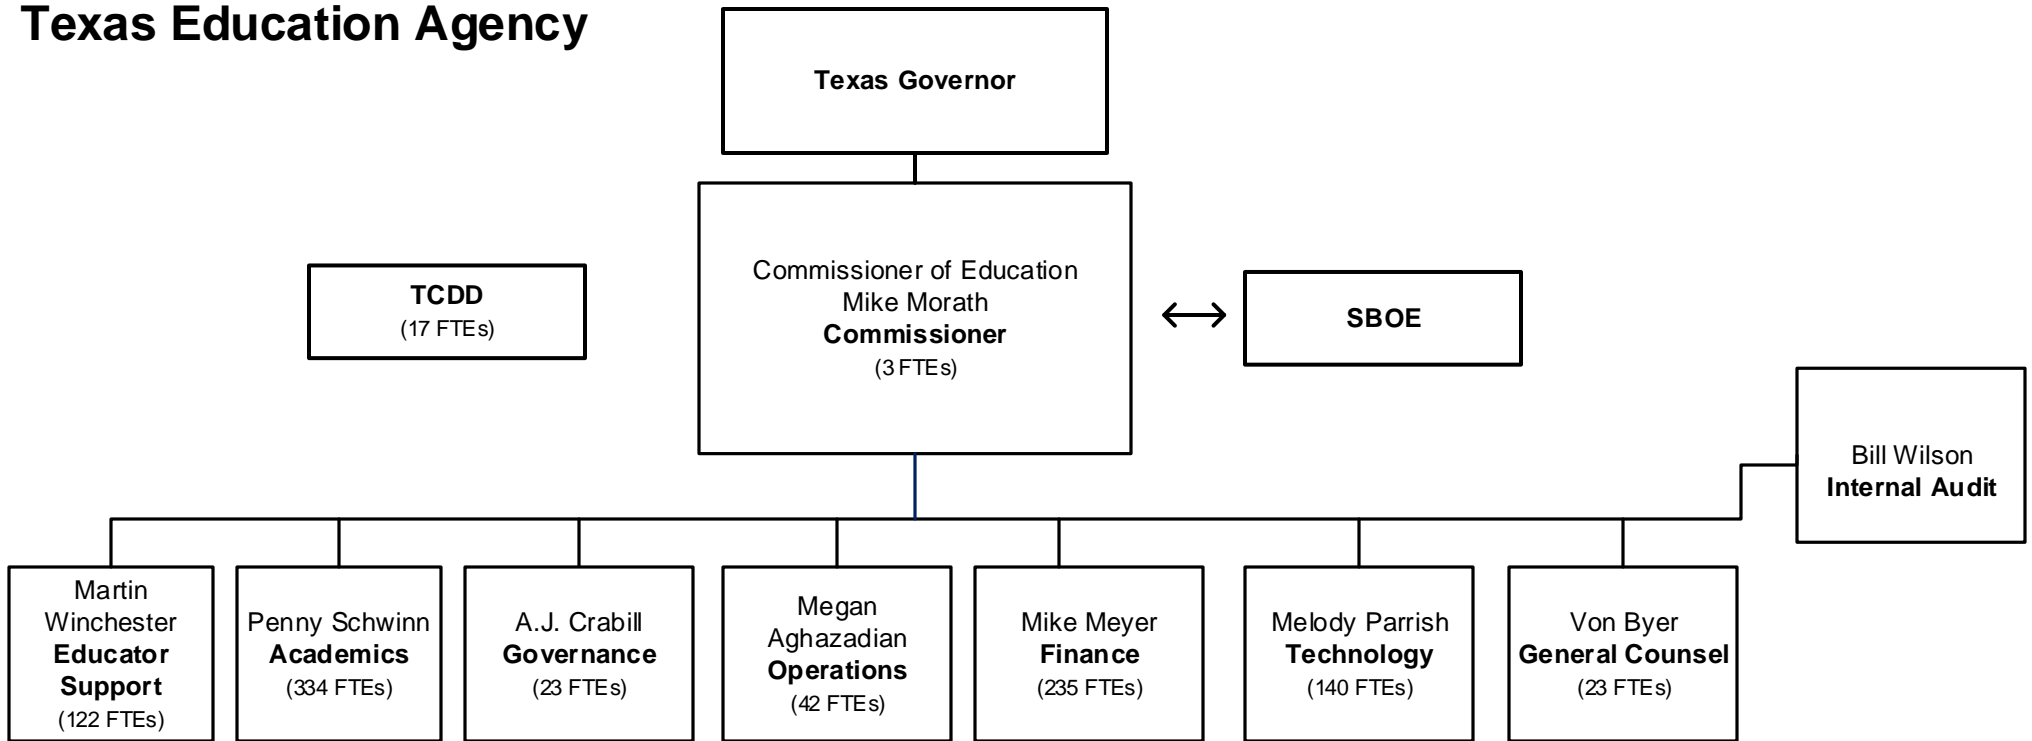 Texas Education Agency
Texas Governor
Commissioner of Education
Mike Morath
Commissioner
(3 FTEs)
TCDD
(17 FTEs)
SBOE
Bill Wilson
Internal Audit
Martin
Winchester
Educator
Support
(122 FTEs)
Penny Schwinn
Academics
(334 FTEs)
A.J. Crabill
Governance
(23 FTEs)
Megan
Aghazadian
Operations
(42 FTEs)
Mike Meyer
Finance
(235 FTEs)
Melody Parrish
Technology
(140 FTEs)
Von Byer
General Counsel
(23 FTEs)